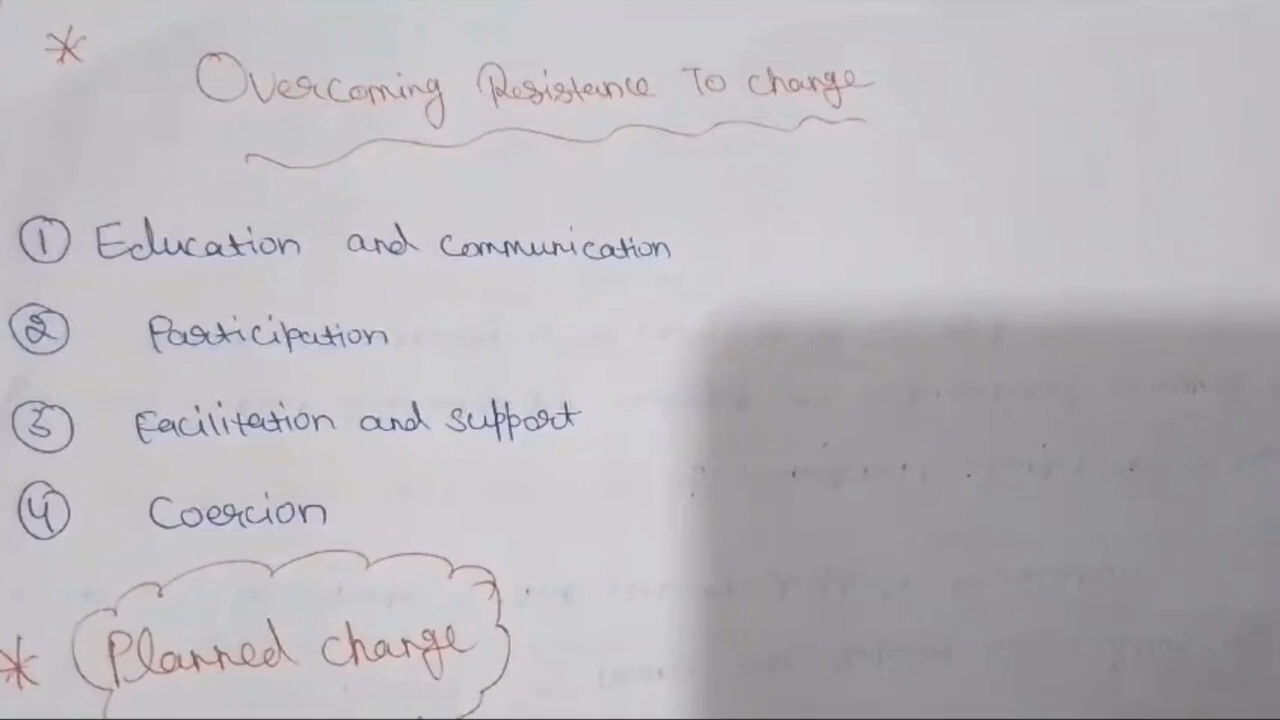 * Overcoming Resistance To change
① Education and communication
② Participation
③ Facilitation and support
④ Coercion
* Planned change